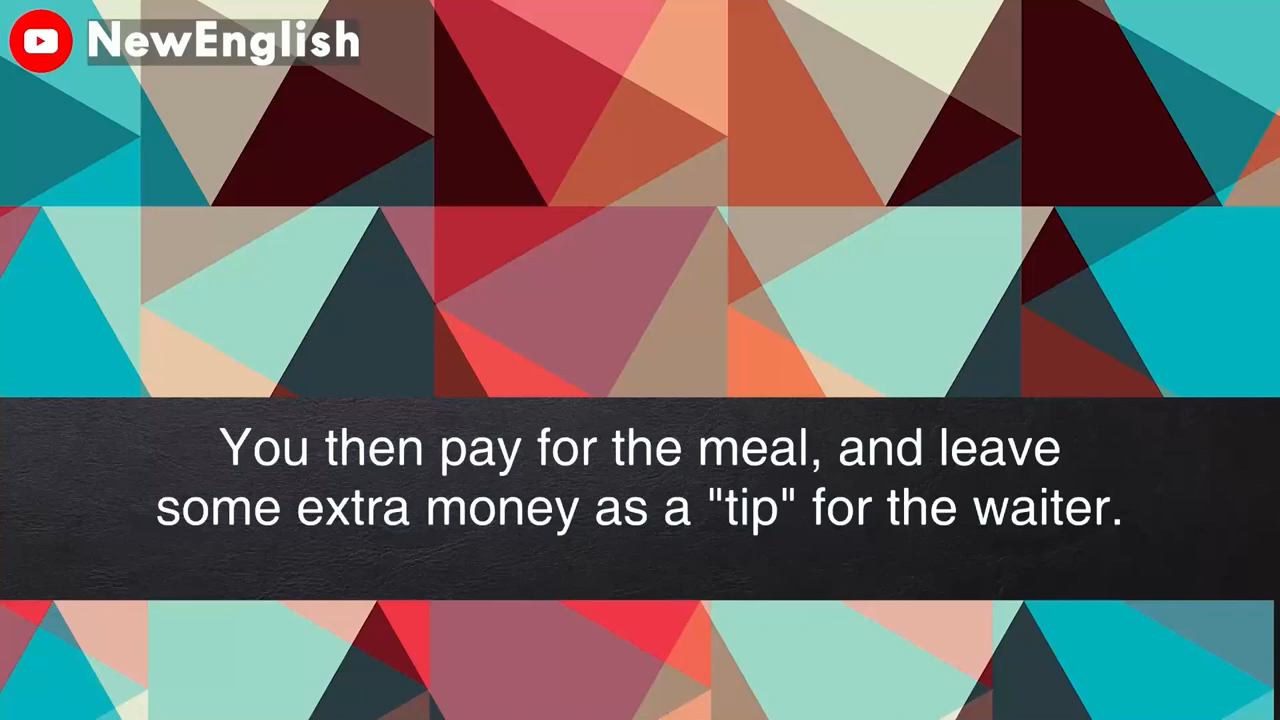 NewEnglish
You then pay for the meal, and leave
some extra money as a "tip" for the waiter.